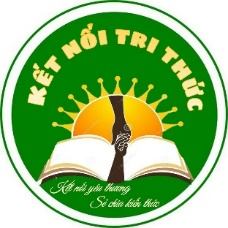 KẾT NỐI TRI THỨC
Kết nối yêu thương
Sẻ chia kiến thức